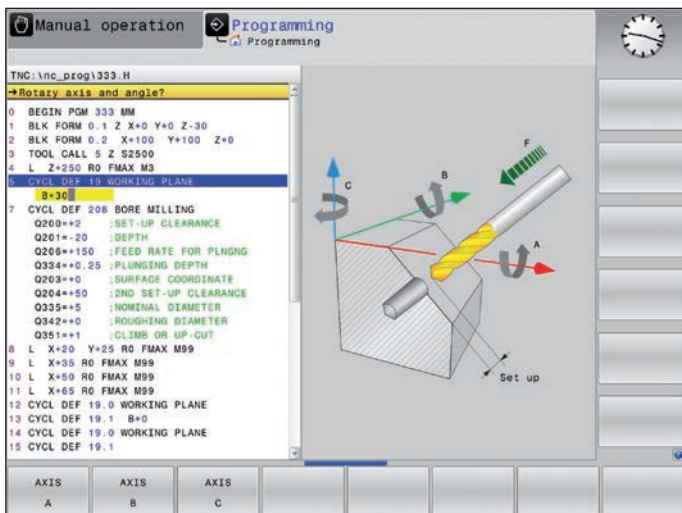 Manual operation
Programming
Programming
TNC:\nc_prog\333.H
→Rotary axis and angle?
0 BEGIN PGM 333 MM
1 BLK FORM 0.1 Z X+0 Y+0 Z-30
2 BLK FORM 0.2 X+100 Y+100 Z+0
3 TOOL CALL 5 Z S2500
4 L Z+250 R0 FMAX M3
5 CYCL DEF 19 WORKING PLANE
B+30
7 CYCL DEF 208 BORE MILLING
Q200=+2 ;SET-UP CLEARANCE
Q201=-20 ;DEPTH
Q206=+150 ;FEED RATE FOR PLNGNG
Q334=+0.25 ;PLUNGING DEPTH
Q203=+0 ;SURFACE COORDINATE
Q204=+50 ;2ND SET-UP CLEARANCE
Q335=+5 ;NOMINAL DIAMETER
Q342=+0 ;ROUGHING DIAMETER
Q351=+1 ;CLIMB OR UP-CUT
8 L X+20 Y+25 R0 FMAX M99
9 L X+35 R0 FMAX M99
10 L X+50 R0 FMAX M99
11 L X+65 R0 FMAX M99
12 CYCL DEF 19.0 WORKING PLANE
13 CYCL DEF 19.1 B+0
14 CYCL DEF 19.0 WORKING PLANE
15 CYCL DEF 19.1
F
B
C
A
Set up
AXIS
A
AXIS
B
AXIS
C